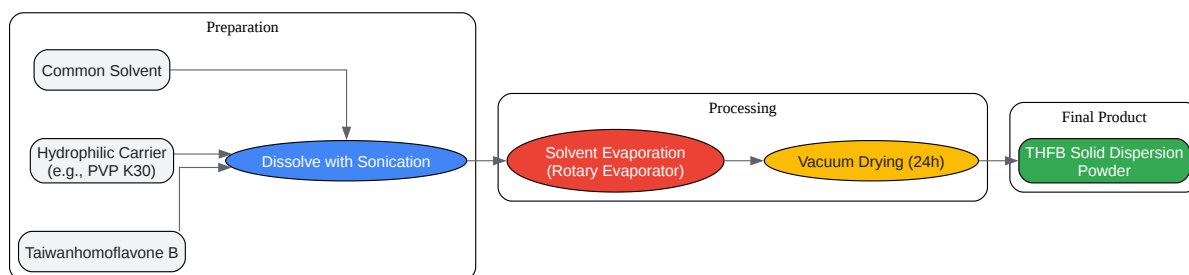 Preparation
Common Solvent
Hydrophilic Carrier
(e.g., PVP K30)
Taiwanhomoflavone B
Dissolve with Sonication
Processing
Solvent Evaporation
(Rotary Evaporator)
Vacuum Drying (24h)
Final Product
THFB Solid Dispersion
Powder